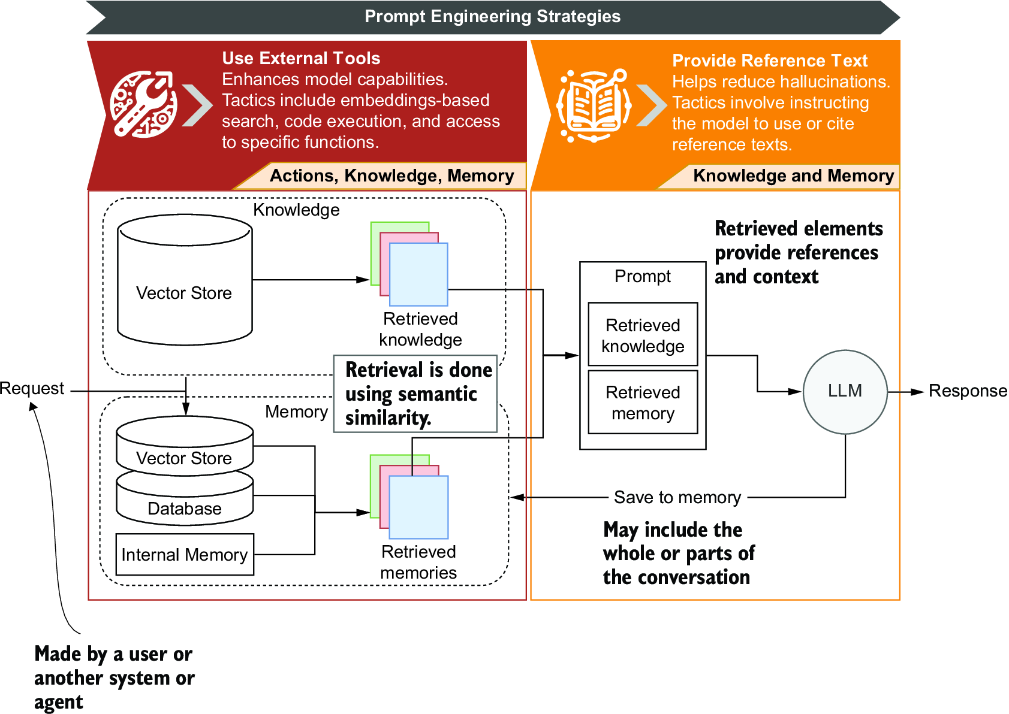 Prompt Engineering Strategies
Use External Tools
Enhances model capabilities.
Tactics include embeddings-based
search, code execution, and access
to specific functions.
Actions, Knowledge, Memory
Provide Reference Text
Helps reduce hallucinations.
Tactics involve instructing
the model to use or cite
reference texts.
Knowledge and Memory
Knowledge
Vector Store
Retrieved
knowledge
Retrieval is done
using semantic
similarity.
Request
Memory
Vector Store
Database
Internal Memory
Retrieved
memories
Retrieved elements
provide references
and context
Prompt
Retrieved
knowledge
Retrieved
memory
LLM
Response
Save to memory
May include the
whole or parts of
the conversation
Made by a user or
another system or
agent